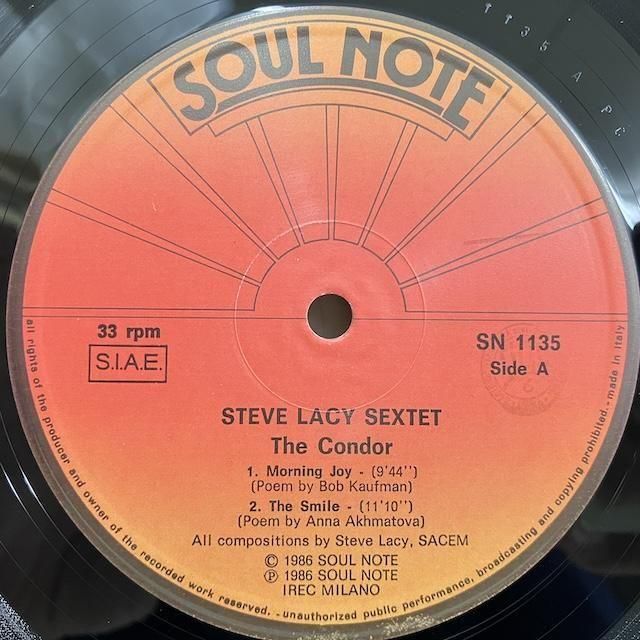 1135 A
SOUL NOTE
33 rpm
S.I.A.E.
SN 1135
Side A
STEVE LACY SEXTET
The Condor
1. Morning Joy - (9'44'')
(Poem by Bob Kaufman)
2. The Smile - (11'10'')
(Poem by Anna Akhmatova)
All compositions by Steve Lacy, SACEM
© 1986 SOUL NOTE
℗ 1986 SOUL NOTE
IREC MILANO
all rights of the producer and owner of the recorded work reserved. - unauthorized public performance, broadcasting and copying prohibited. - made in Italy